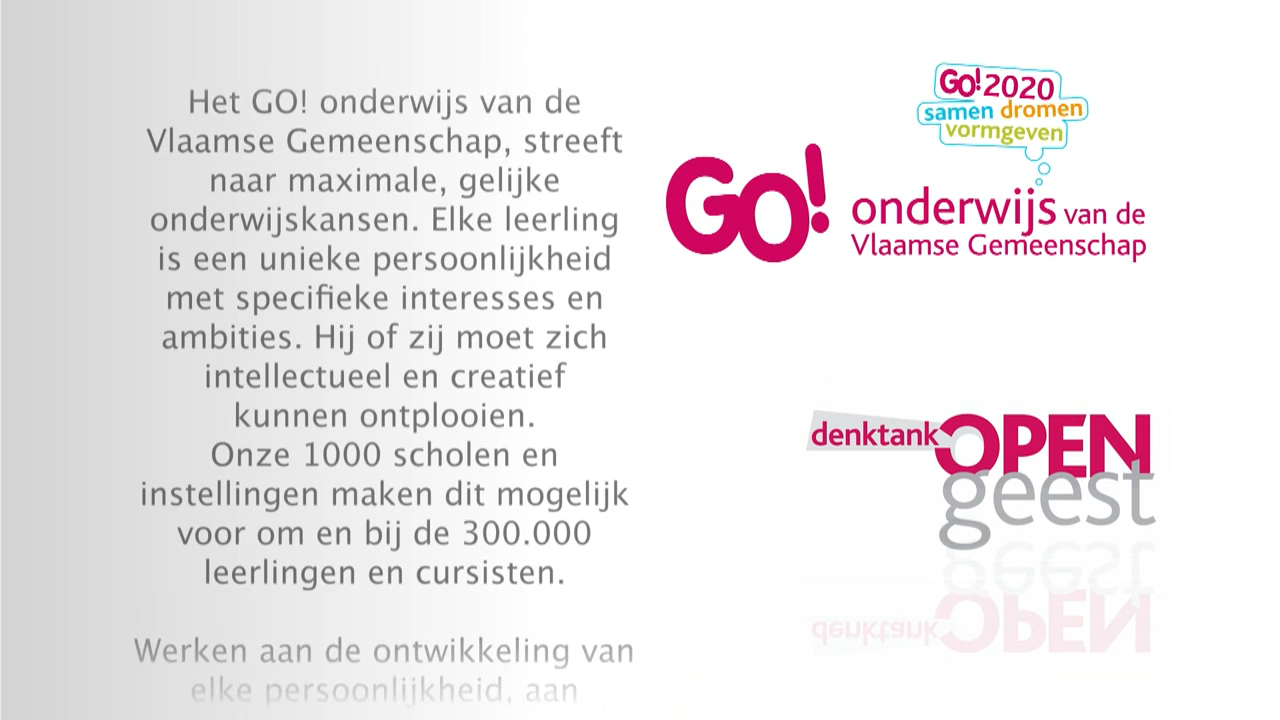 Het GO! onderwijs van de
Vlaamse Gemeenschap, streeft
naar maximale, gelijke
onderwijskansen. Elke leerling
is een unieke persoonlijkheid
met specifieke interesses en
ambities. Hij of zij moet zich
intellectueel en creatief
kunnen ontplooien.
Onze 1000 scholen en
instellingen maken dit mogelijk
voor om en bij de 300.000
leerlingen en cursisten.
Werken aan de ontwikkeling van
elke persoonlijkheid, aan
GO! 2020
samen dromen
vormgeven
GO! onderwijs van de
Vlaamse Gemeenschap
denktank OPEN
geest